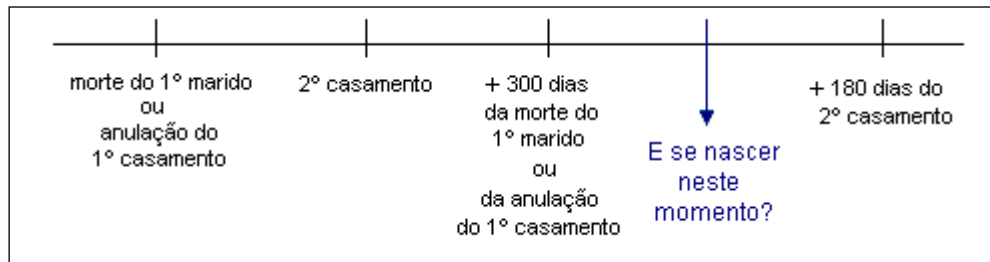 morte do 1º marido
ou
anulação do
1º casamento
2º casamento
+ 300 dias
da morte do
1º marido
ou
da anulação
do 1º casamento
E se nascer
neste
momento?
+ 180 dias do
2º casamento